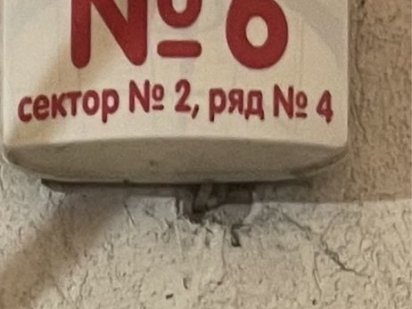 № 6
сектор № 2, ряд № 4